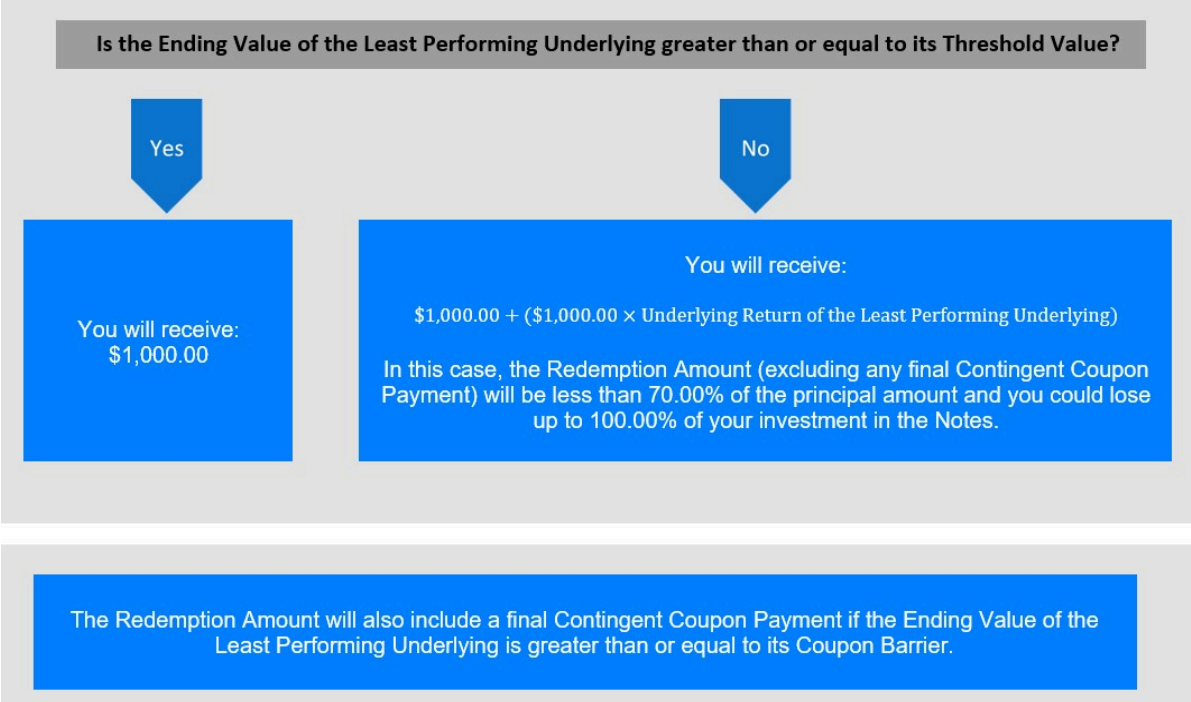 Is the Ending Value of the Least Performing Underlying greater than or equal to its Threshold Value?
Yes
No
You will receive:
$1,000.00
You will receive:
$1,000.00 + ($1,000.00 × Underlying Return of the Least Performing Underlying)
In this case, the Redemption Amount (excluding any final Contingent Coupon
Payment) will be less than 70.00% of the principal amount and you could lose
up to 100.00% of your investment in the Notes.
The Redemption Amount will also include a final Contingent Coupon Payment if the Ending Value of the
Least Performing Underlying is greater than or equal to its Coupon Barrier.